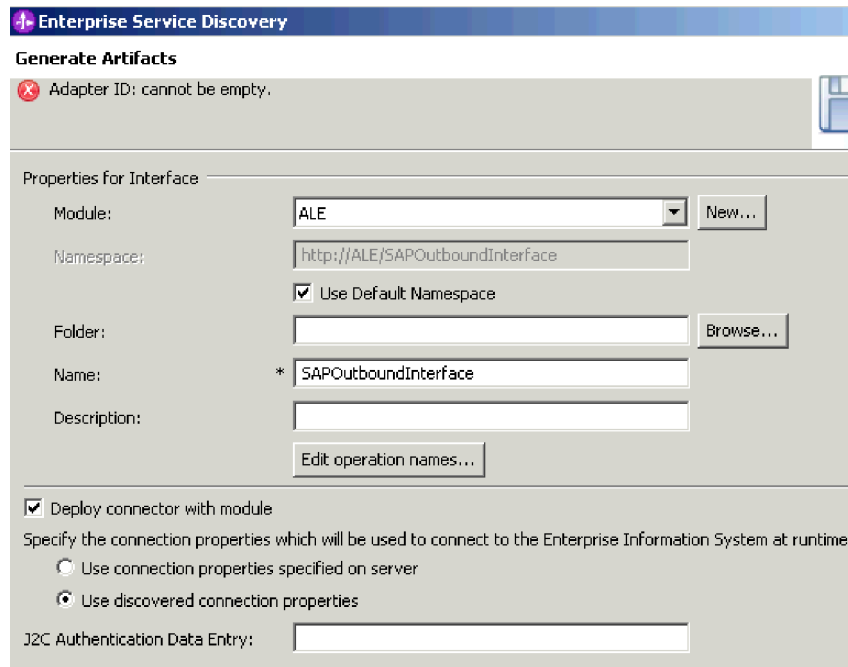 Enterprise Service Discovery
Generate Artifacts
Adapter ID: cannot be empty.
Properties for Interface
Module: ALE New...
Namespace: http://ALE/SAPOutboundInterface
Use Default Namespace
Folder: Browse...
Name: * SAPOutboundInterface
Description:
Edit operation names...
Deploy connector with module
Specify the connection properties which will be used to connect to the Enterprise Information System at runtime
Use connection properties specified on server
Use discovered connection properties
J2C Authentication Data Entry: